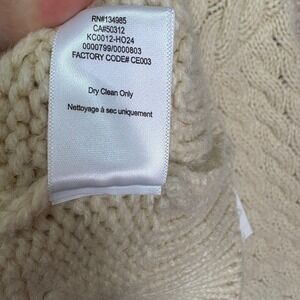 RN#134985
CA#50312
KC0012-HO24
0000799/0000803
FACTORY CODE# CE003
Dry Clean Only
Nettoyage à sec uniquement